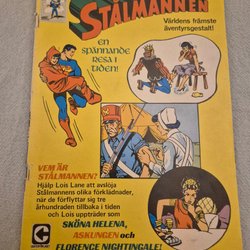 STÅLMANNEN
Världens främste
äventyrsgestalt!
EN
SPÄNNANDE
RESA I
TIDEN!
VEM ÄR
STÅLMANNEN?
Hjälp Lois Lane att avslöja
Stålmannens olika förklädnader,
när de förflyttar sig tre
århundraden tillbaka i tiden
och Lois uppträder som
SKÖNA HELENA,
ASKUNGEN och
FLORENCE NIGHTINGALE!
C